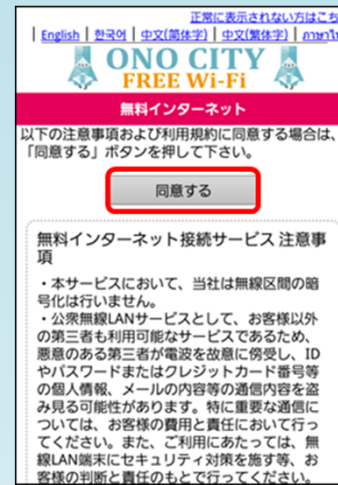 正常に表示されない方はこち
| English | 한국어 | 中文(简体字) | 中文(繁体字) | ภาษาไ
ONO CITY
FREE Wi-Fi
無料インターネット
以下の注意事項および利用規約に同意する場合は、
「同意する」ボタンを押して下さい。
同意する
無料インターネット接続サービス 注意事
項
・本サービスにおいて、当社は無線区間の暗
号化は行いません。
・公衆無線LANサービスとして、お客様以外
の第三者も利用可能なサービスであるため、
悪意のある第三者が電波を故意に傍受し、ID
やパスワードまたはクレジットカード番号等
の個人情報、メールの内容等の通信内容を盗
み見る可能性があります。特に重要な通信に
ついては、お客様の費用と責任において行っ
てください。また、ご利用にあたっては、無
線LAN端末にセキュリティ対策を施す等、お
客様の判断と責任のもとで行ってください。